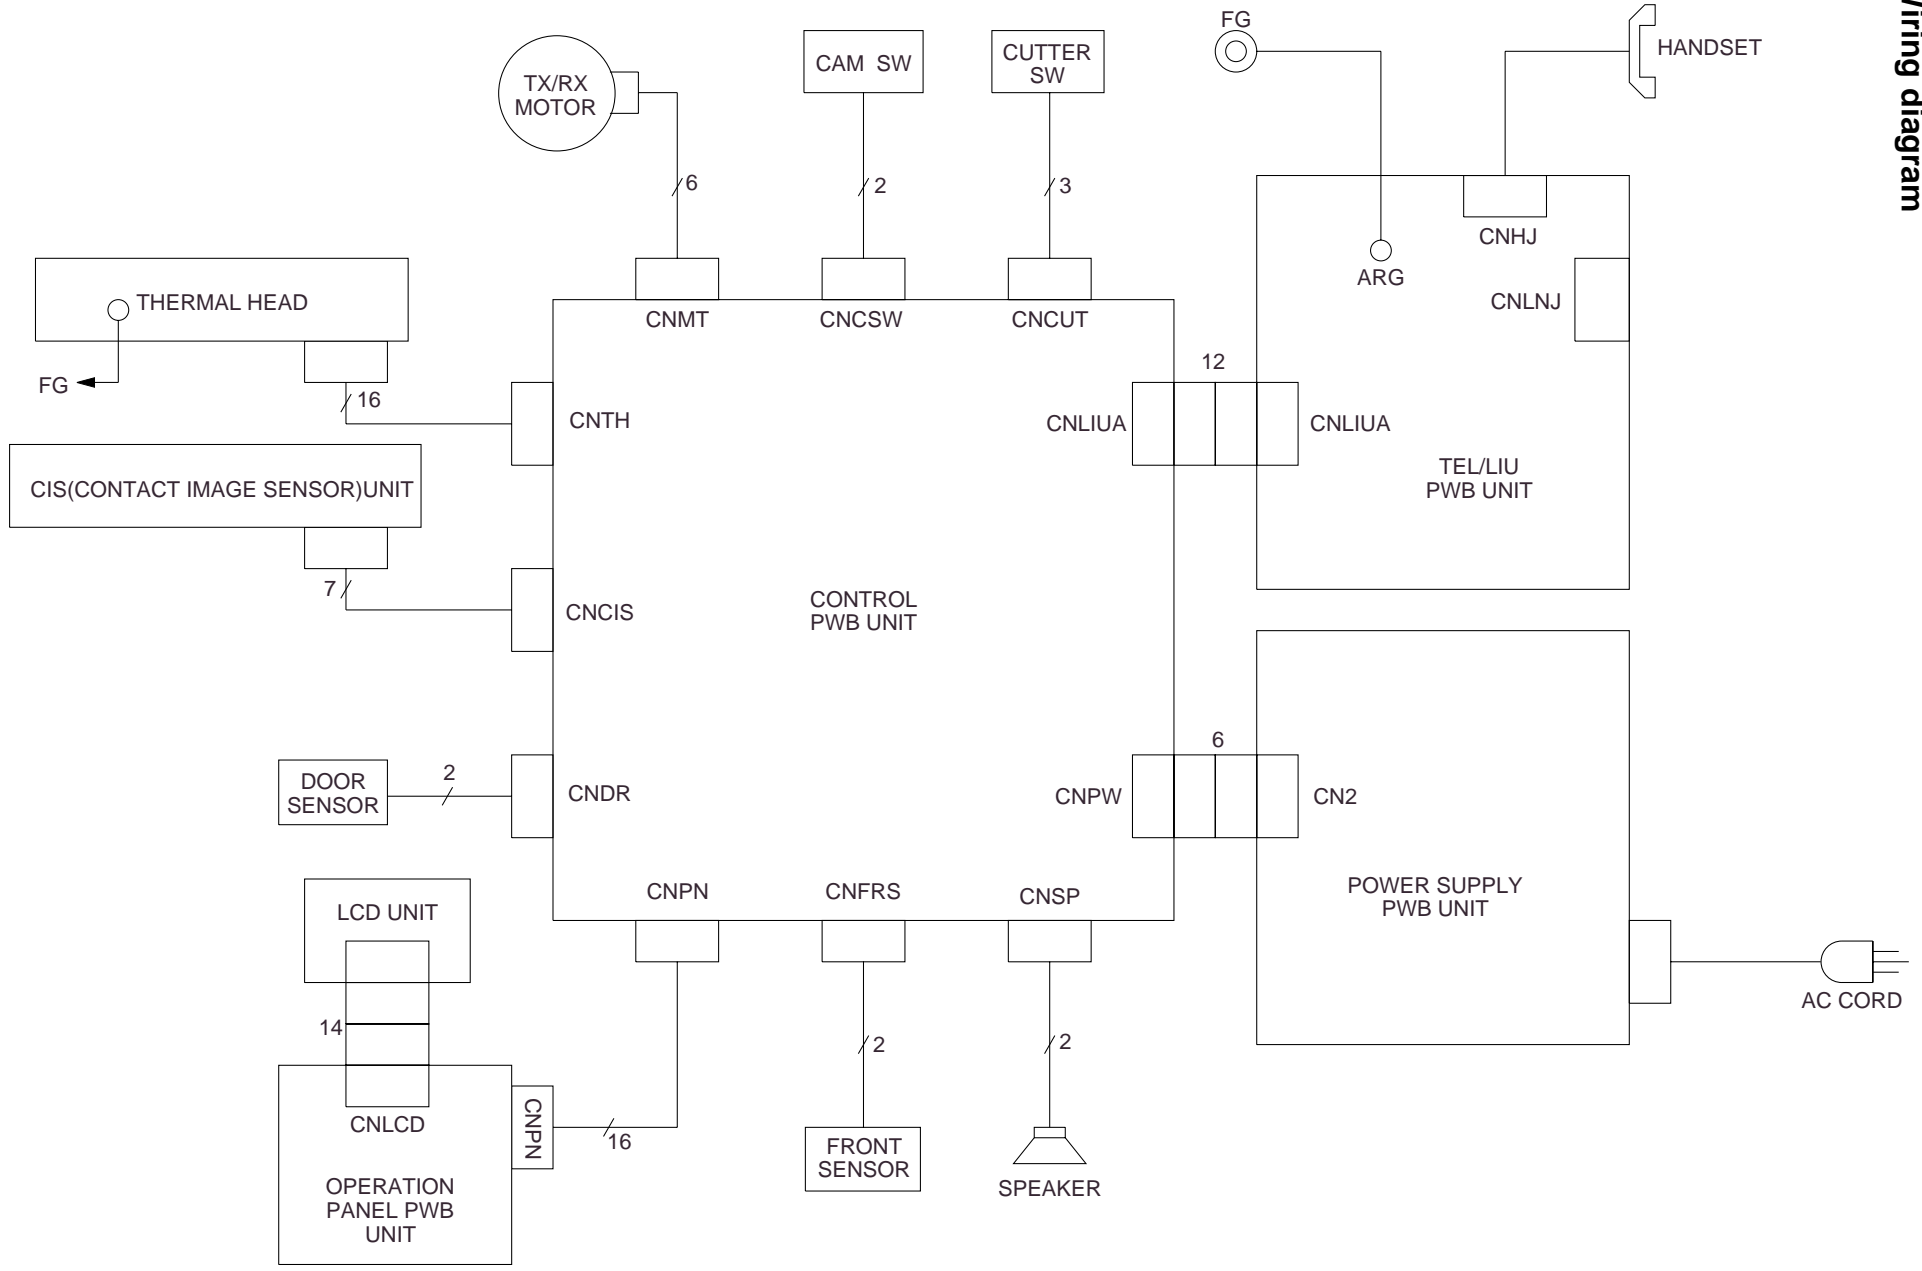 Wiring diagram
FG
HANDSET
CAM SW
CUTTER
SW
TX/RX
MOTOR
6
2
3
CNHJ
ARG
CNLNJ
THERMAL HEAD
FG
16
CNMT
CNCSW
CNCUT
12
CNTH
CNLIUA
CNLIUA
TEL/LIU
PWB UNIT
CIS(CONTACT IMAGE SENSOR)UNIT
7
CNCIS
CONTROL
PWB UNIT
DOOR
SENSOR
2
CNDR
6
CNPW
CN2
CNPN
CNFRS
CNSP
POWER SUPPLY
PWB UNIT
LCD UNIT
14
AC CORD
2
2
CNLCD
CNPN
16
OPERATION
PANEL PWB
UNIT
FRONT
SENSOR
SPEAKER